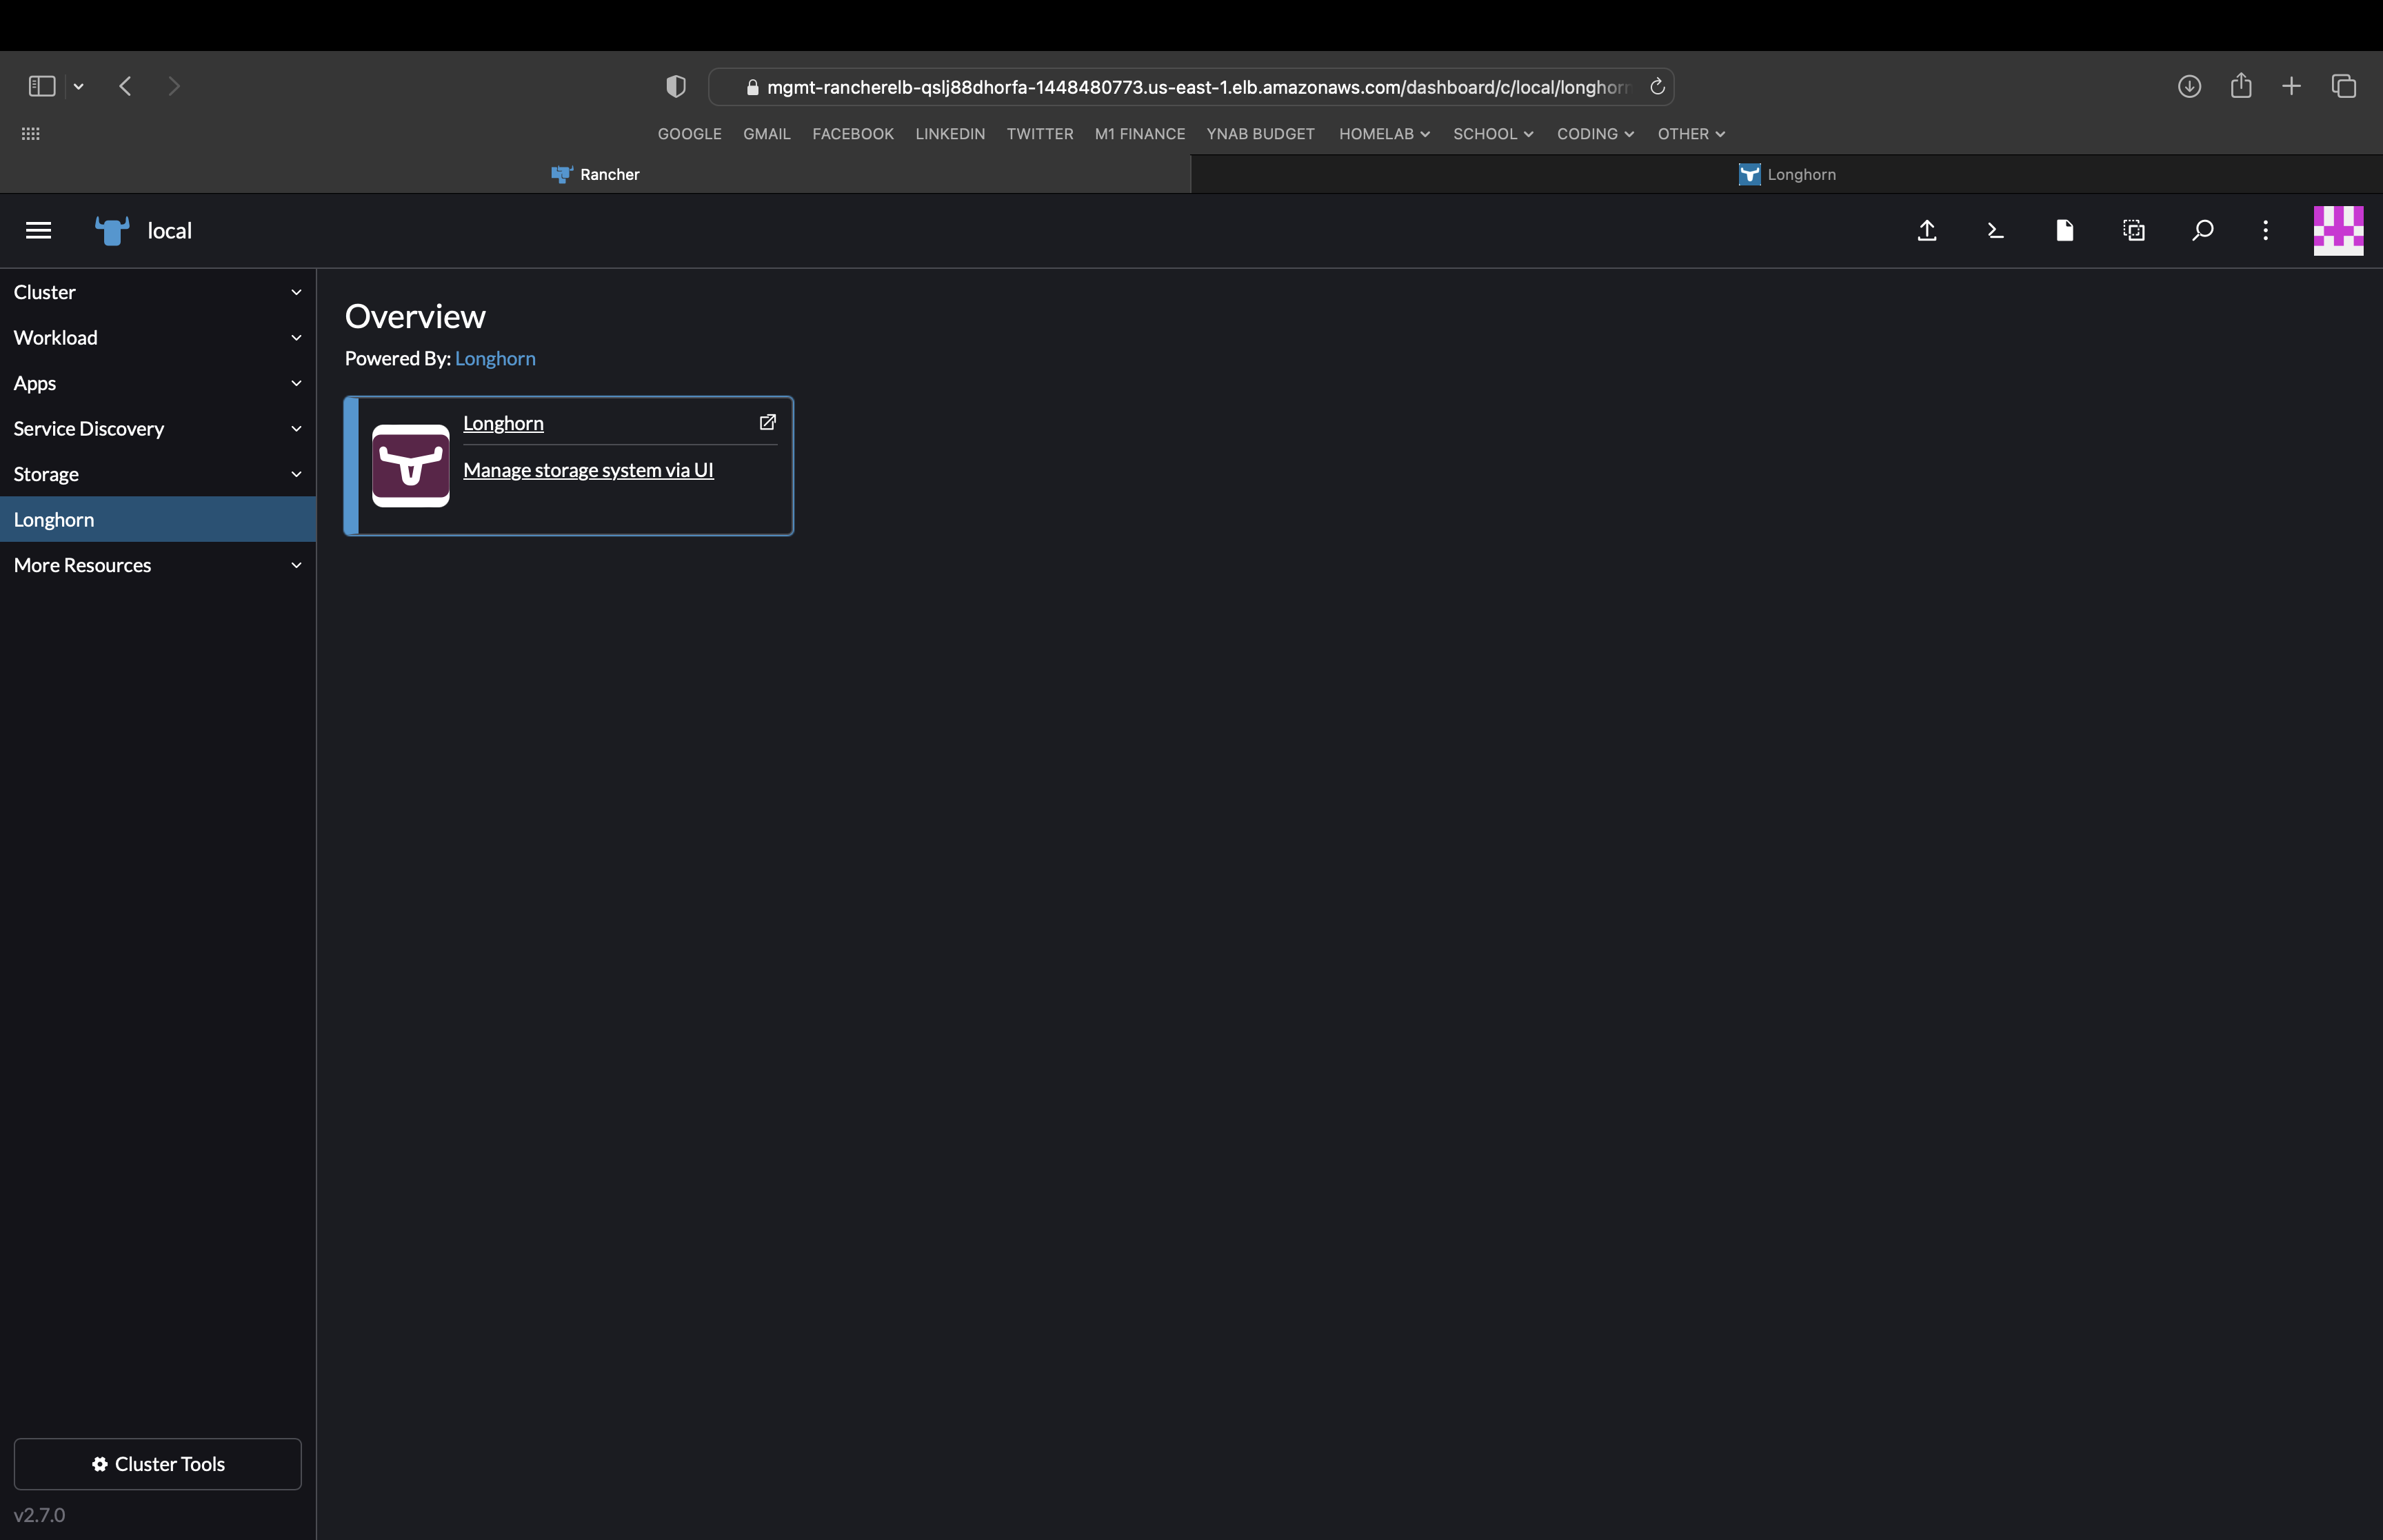 mgmt-rancherelb-qslj88dhorfa-1448480773.us-east-1.elb.amazonaws.com/dashboard/c/local/longhorn
GOOGLE GMAIL FACEBOOK LINKEDIN TWITTER M1 FINANCE YNAB BUDGET HOMELAB SCHOOL CODING OTHER
Rancher Longhorn
local
Cluster
Workload
Apps
Service Discovery
Storage
Longhorn
More Resources
Overview
Powered By: Longhorn
Longhorn
Manage storage system via UI
Cluster Tools
v2.7.0